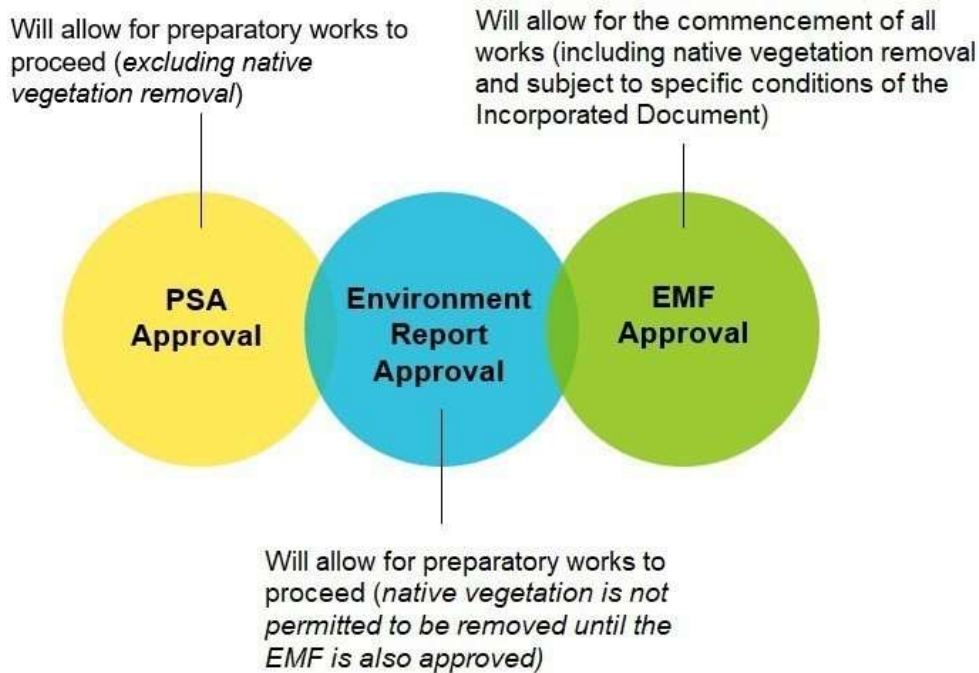 Will allow for preparatory works to
proceed (excluding native
vegetation removal)
Will allow for the commencement of all
works (including native vegetation removal
and subject to specific conditions of the
Incorporated Document)
PSA
Approval
Environment
Report
Approval
EMF
Approval
Will allow for preparatory works to
proceed (native vegetation is not
permitted to be removed until the
EMF is also approved)